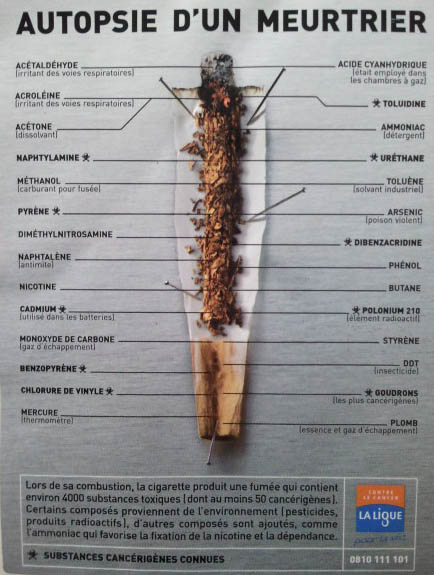 AUTOPSIE D'UN MEURTRIER
ACÉTALDÉHYDE
(irritant des voies respiratoires)
ACROLÉINE
(irritant des voies respiratoires)
ACÉTONE
(dissolvant)
NAPHTYLAMINE
MÉTHANOL
(carburant pour fusée)
PYRÈNE
DIMÉTHYLNITROSAMINE
NAPHTALÈNE
(antimite)
NICOTINE
CADMIUM
(utilisé dans les batteries)
MONOXYDE DE CARBONE
(gaz d'échappement)
BENZOPYRÈNE
CHLORURE DE VINYLE
MERCURE
(thermomètre)
ACIDE CYANHYDRIQUE
(était employé dans
les chambres à gaz)
TOLUIDINE
AMMONIAC
(détergent)
URÉTHANE
TOLUÈNE
(solvant industriel)
ARSENIC
(poison violent)
DIBENZACRIDINE
PHÉNOL
BUTANE
POLONIUM 210
(élément radioactif)
STYRÈNE
DDT
(insecticide)
GOUDRONS
(les plus cancérigènes)
PLOMB
(essence et gaz d'échappement)
Lors de sa combustion, la cigarette produit une fumée qui contient
environ 4000 substances toxiques (dont au moins 50 cancérigènes).
Certains composés proviennent de l'environnement (pesticides,
produits radioactifs), d'autres composés sont ajoutés, comme
l'ammoniac qui favorise la fixation de la nicotine et la dépendance.
SUBSTANCES CANCÉRIGÈNES CONNUES
CONTRE
LE CANCER
LA LIGUE
pour la vie
0810 111 101